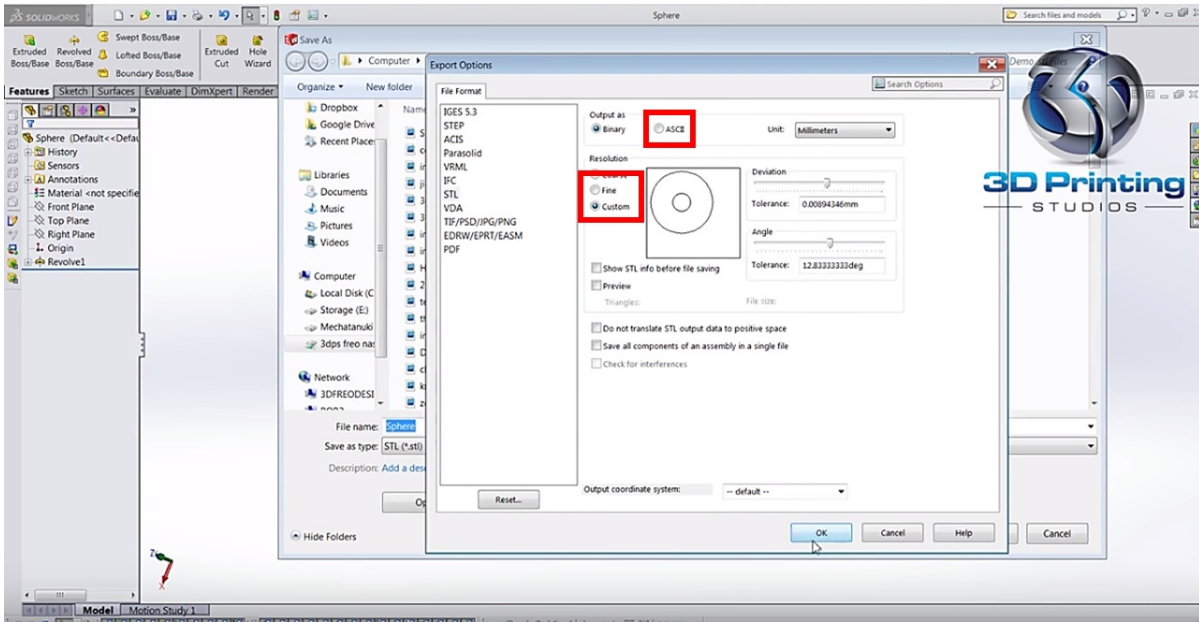 SOLIDWORKS
Sphere
Search files and models
Extruded Boss/Base
Revolved Boss/Base
Swept Boss/Base
Lofted Boss/Base
Boundary Boss/Base
Extruded Cut
Hole Wizard
Features
Sketch
Surfaces
Evaluate
DimXpert
Render
Sphere (Default<<Defau
History
Sensors
Annotations
Material <not specifie
Front Plane
Top Plane
Right Plane
Origin
Revolve1
Save As
Computer
Organize
New folder
Dropbox
Google Drive
Recent Places
Libraries
Documents
Music
Pictures
Videos
Computer
Local Disk (C
Storage (E:)
Mechatanuki
3dps freo nas
Network
3DFREODESI
Name
File name: Sphere
Save as type: STL (*.stl)
Description: Add a des
Hide Folders
Export Options
Search Options
File Format
IGES 5.3
STEP
ACIS
Parasolid
VRML
IFC
STL
VDA
TIF/PSD/JPG/PNG
EDRW/EPRT/EASM
PDF
Reset...
Output as
Binary
ASCII
Unit: Millimeters
Resolution
Fine
Custom
Deviation
Tolerance: 0.00894346mm
Angle
Tolerance: 12.83333333deg
Show STL info before file saving
Preview
Triangles:
File size:
Do not translate STL output data to positive space
Save all components of an assembly in a single file
Check for interferences
Output coordinate system: -- default --
OK
Cancel
Help
Cancel
3D Printing
STUDIOS
Model
Motion Study 1
Z
X